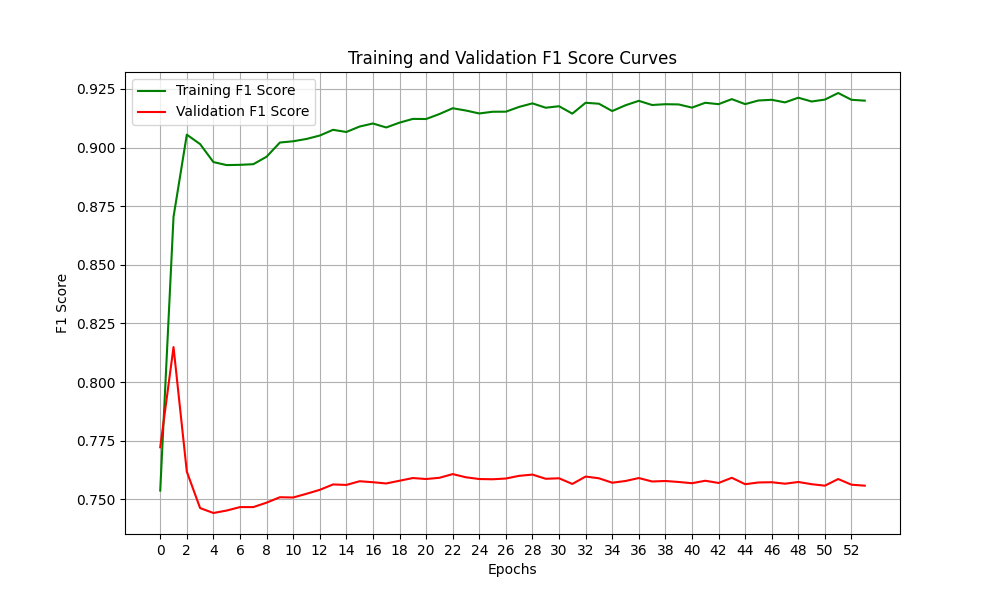 Training and Validation F1 Score Curves
Training F1 Score
Validation F1 Score
F1 Score
0.925
0.900
0.875
0.850
0.825
0.800
0.775
0.750
0 2 4 6 8 10 12 14 16 18 20 22 24 26 28 30 32 34 36 38 40 42 44 46 48 50 52
Epochs